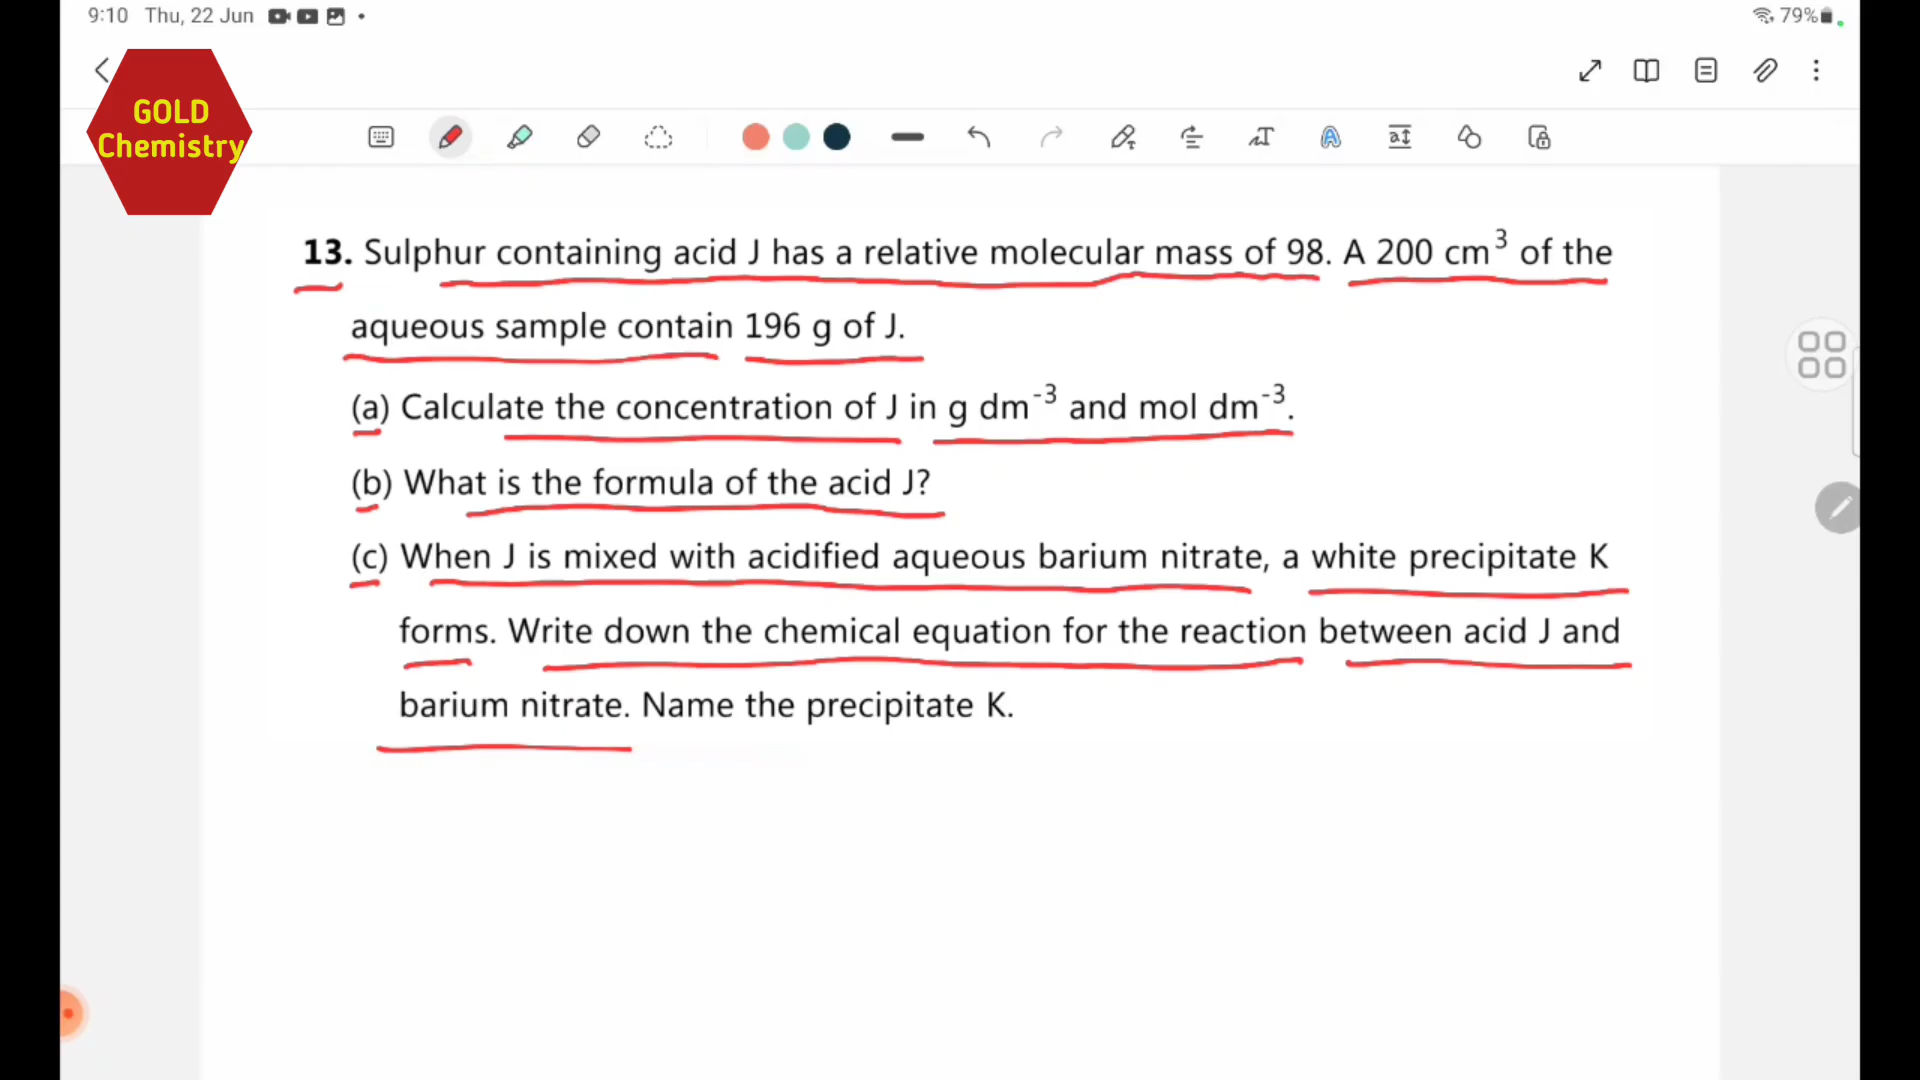 9:10 Thu, 22 Jun
79%
GOLD
Chemistry
13. Sulphur containing acid J has a relative molecular mass of 98. A 200 cm³ of the
aqueous sample contain 196 g of J.
(a) Calculate the concentration of J in g dm⁻³ and mol dm⁻³.
(b) What is the formula of the acid J?
(c) When J is mixed with acidified aqueous barium nitrate, a white precipitate K
forms. Write down the chemical equation for the reaction between acid J and
barium nitrate. Name the precipitate K.